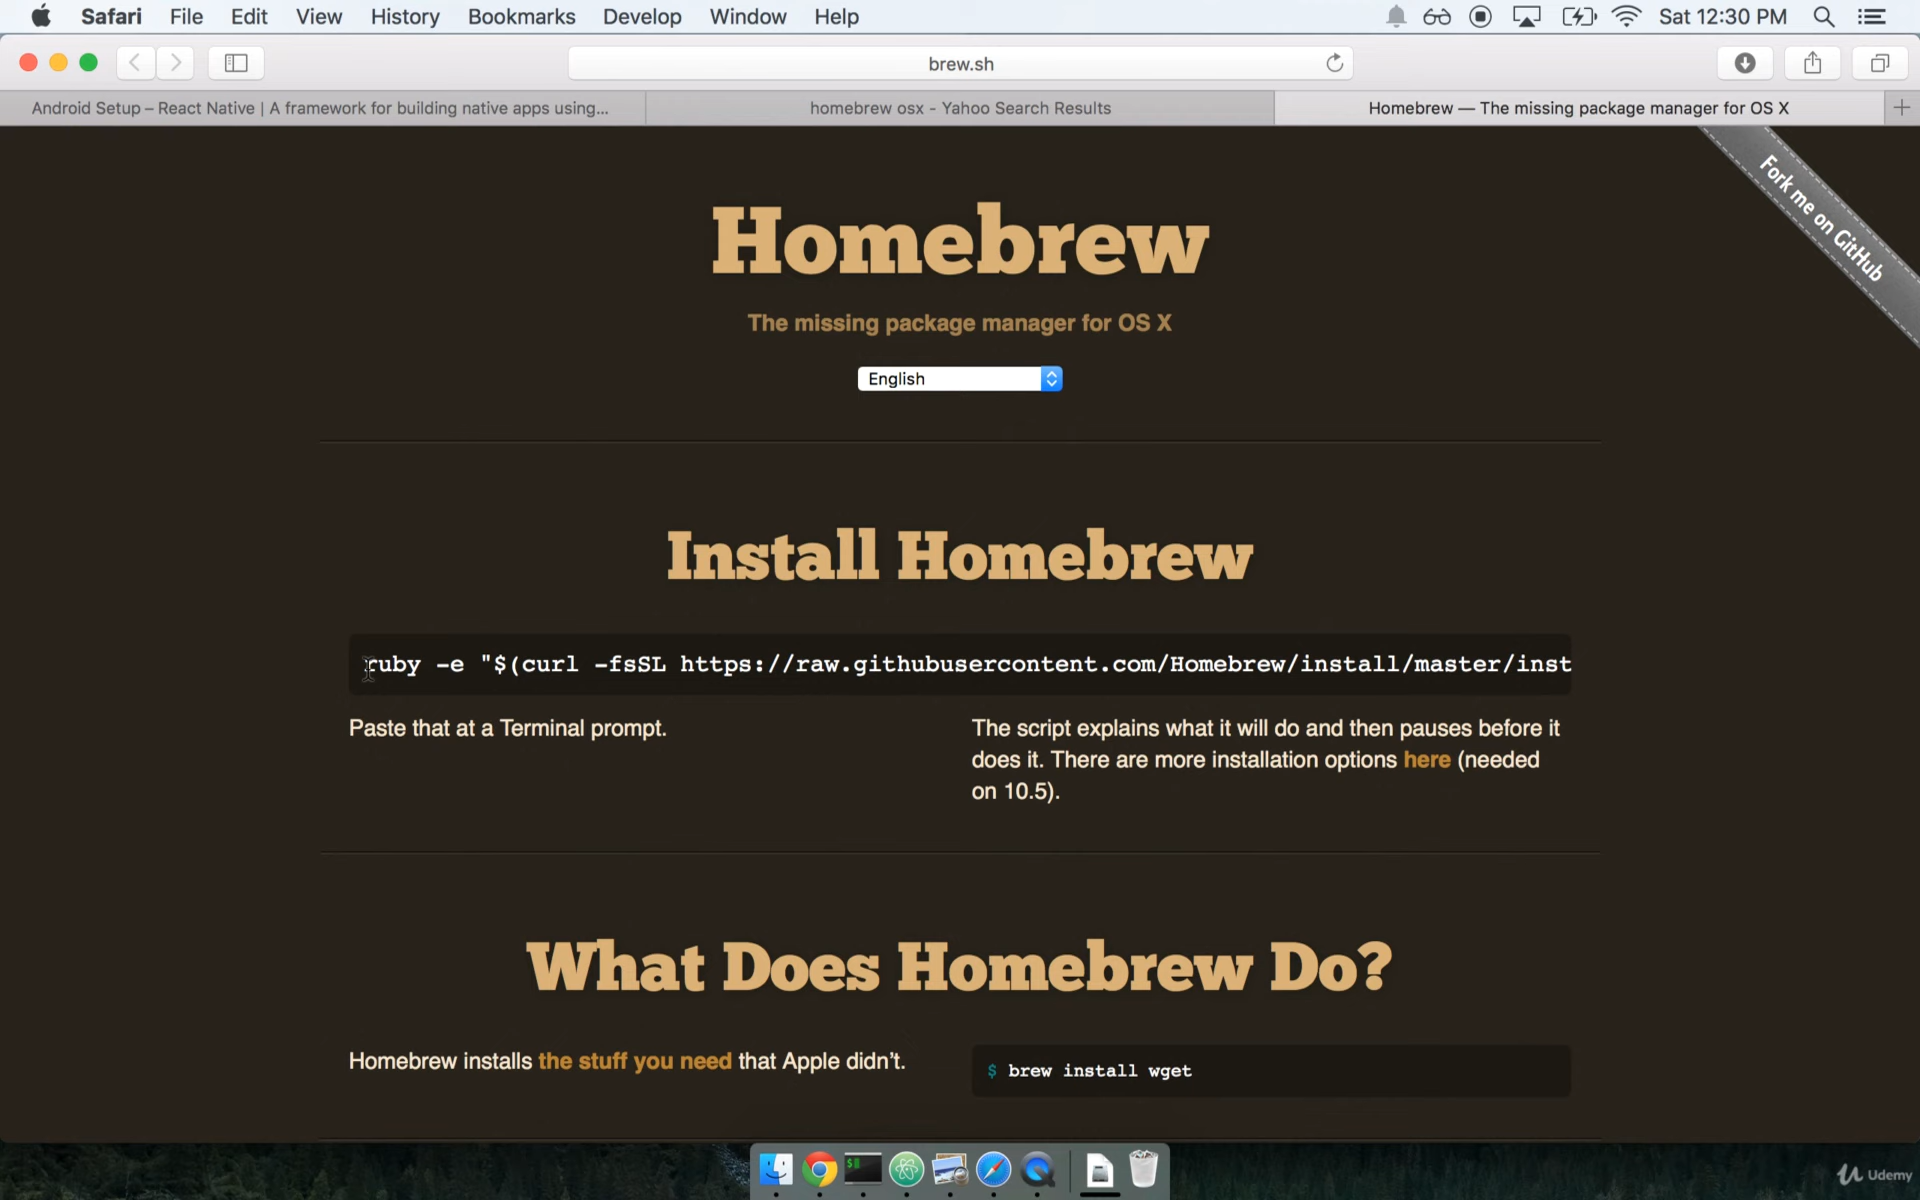 Safari File Edit View History Bookmarks Develop Window Help Sat 12:30 PM
brew.sh
Android Setup – React Native | A framework for building native apps using... homebrew osx - Yahoo Search Results Homebrew — The missing package manager for OS X
Fork me on GitHub
Homebrew
The missing package manager for OS X
English
Install Homebrew
ruby -e "$(curl -fsSL https://raw.githubusercontent.com/Homebrew/install/master/inst
Paste that at a Terminal prompt.
The script explains what it will do and then pauses before it
does it. There are more installation options here (needed
on 10.5).
What Does Homebrew Do?
Homebrew installs the stuff you need that Apple didn’t.
$ brew install wget
Udemy